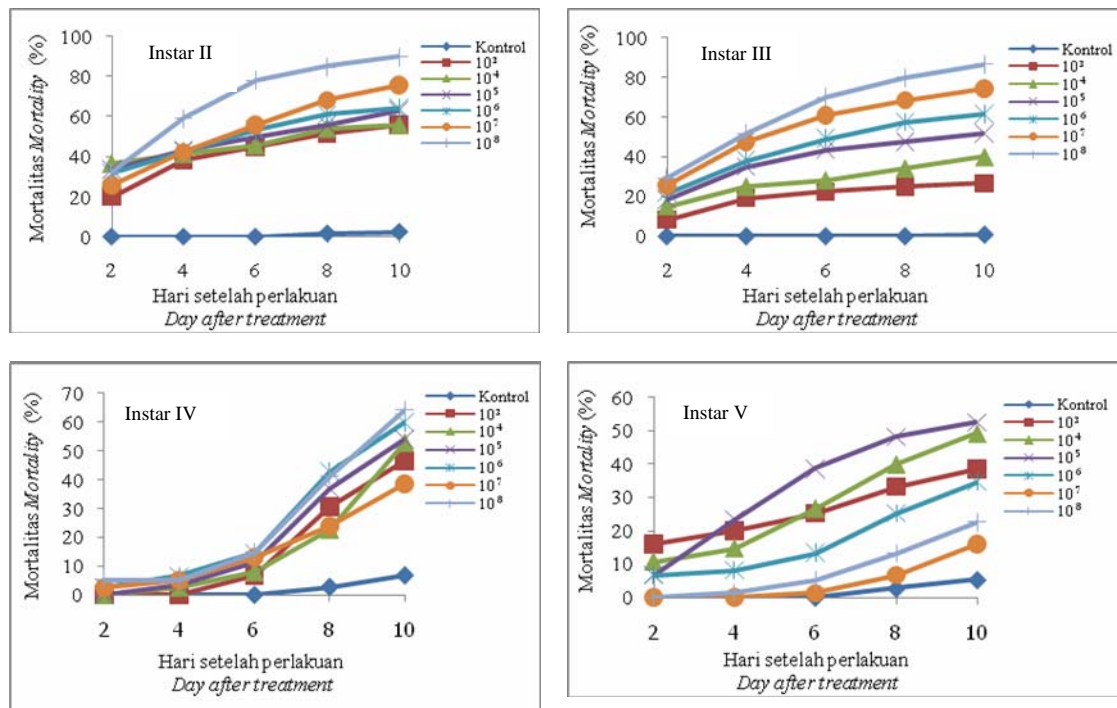 Instar II
Mortalitas Mortality (%)
100
80
60
40
20
0
2 4 6 8 10
Hari setelah perlakuan
Day after treatment
Kontrol
10³
10⁴
10⁵
10⁶
10⁷
10⁸
Instar III
Mortalitas Mortality (%)
100
80
60
40
20
0
2 4 6 8 10
Hari setelah perlakuan
Day after treatment
Kontrol
10³
10⁴
10⁵
10⁶
10⁷
10⁸
Instar IV
Mortalitas Mortality (%)
70
60
50
40
30
20
10
0
2 4 6 8 10
Hari setelah perlakuan
Day after treatment
Kontrol
10³
10⁴
10⁵
10⁶
10⁷
10⁸
Instar V
Mortalitas Mortality (%)
60
50
40
30
20
10
0
2 4 6 8 10
Hari setelah perlakuan
Day after treatment
Kontrol
10³
10⁴
10⁵
10⁶
10⁷
10⁸